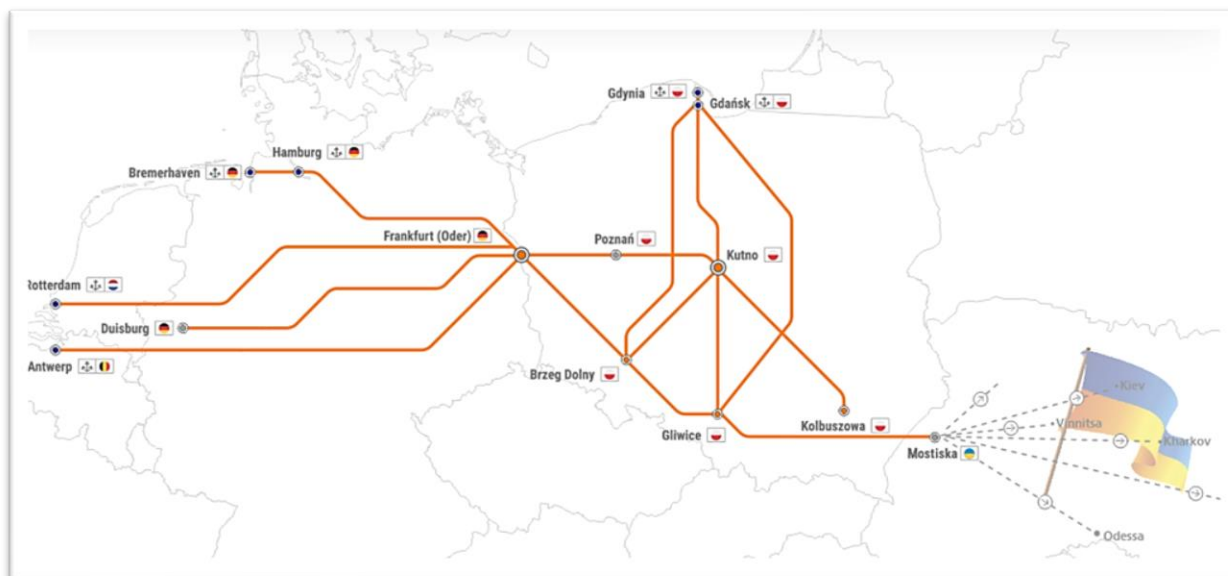 Gdynia
Gdańsk
Hamburg
Bremerhaven
Frankfurt (Oder)
Poznań
Kutno
Rotterdam
Duisburg
Antwerp
Brzeg Dolny
Gliwice
Kolbuszowa
Mostiska
Kiev
Vinnitsa
Kharkov
Odessa